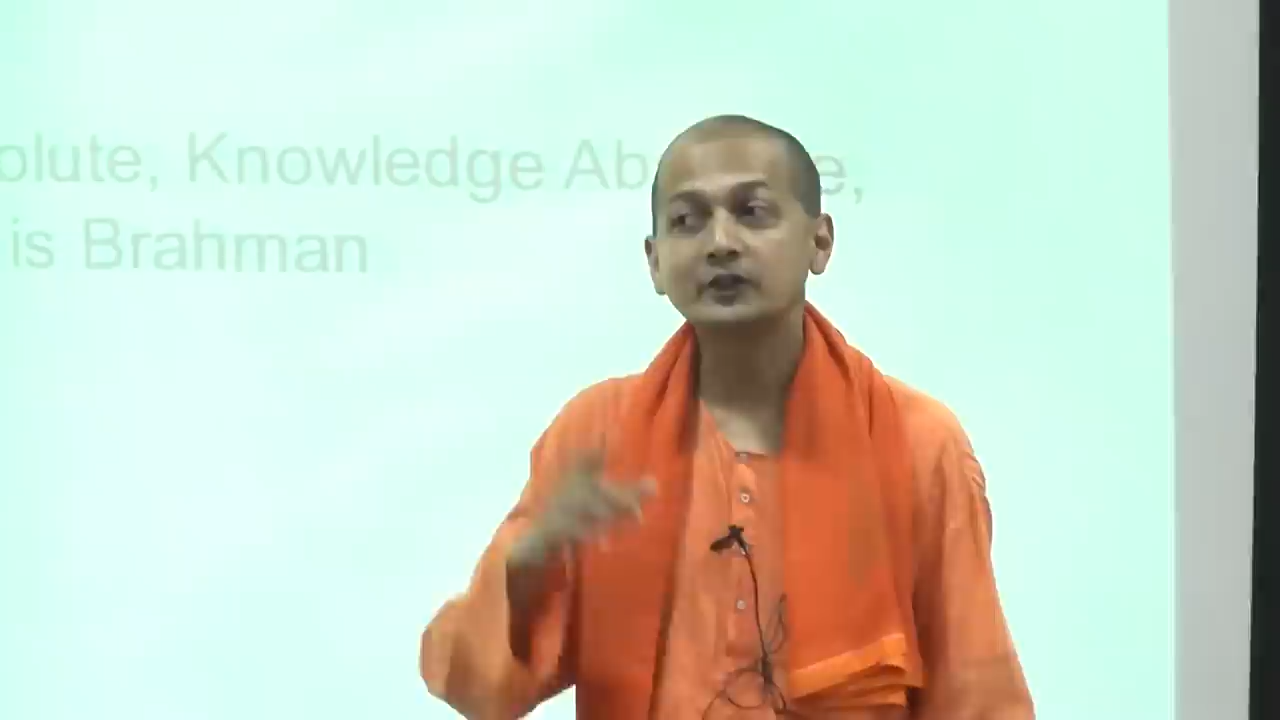 olute, Knowledge Ab e,
is Brahman